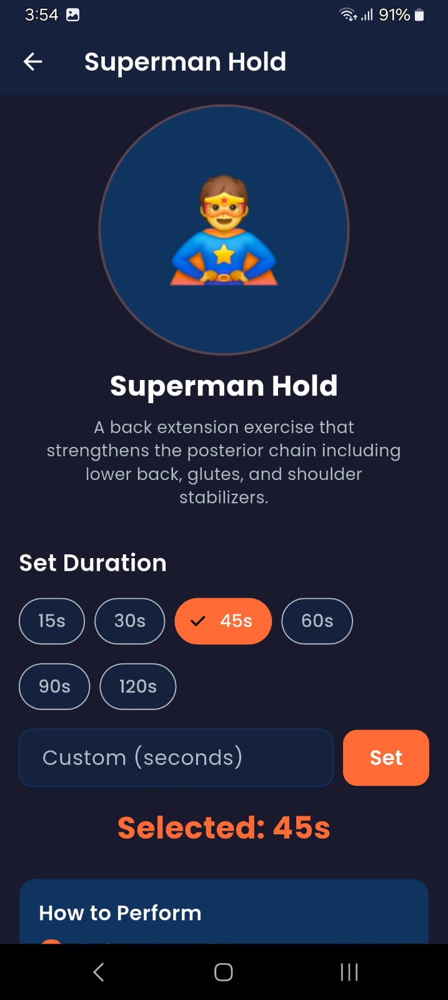 3:54 91%
Superman Hold
Superman Hold
A back extension exercise that
strengthens the posterior chain including
lower back, glutes, and shoulder
stabilizers.
Set Duration
15s 30s 45s 60s
90s 120s
Custom (seconds) Set
Selected: 45s
How to Perform